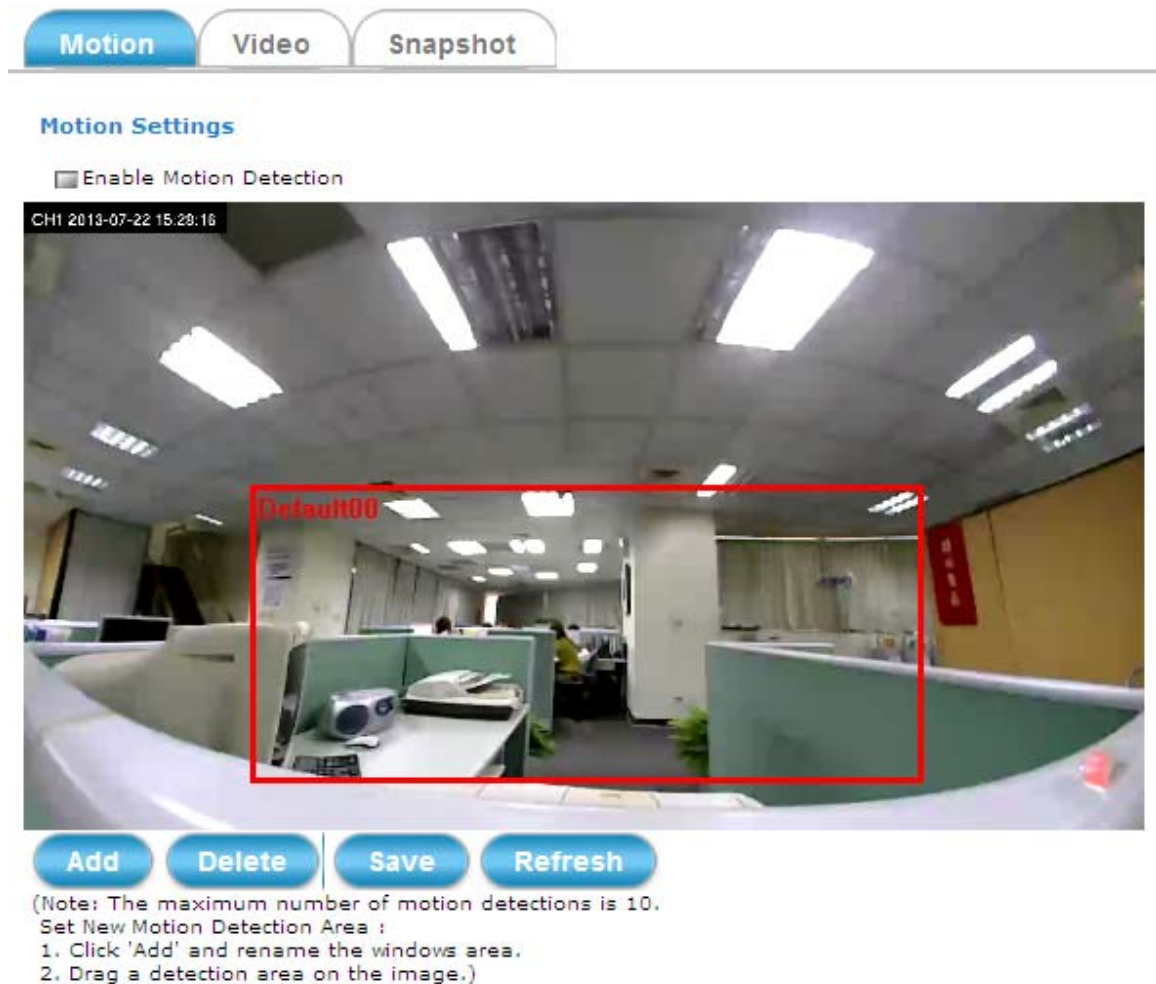 Motion Video Snapshot
Motion Settings
Enable Motion Detection
CH1 2013-07-22 15:29:16
Default00
Add Delete Save Refresh
(Note: The maximum number of motion detections is 10.
Set New Motion Detection Area :
1. Click 'Add' and rename the windows area.
2. Drag a detection area on the image.)